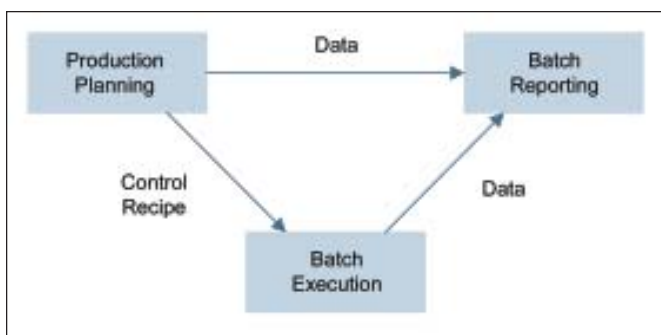 Production
Planning
Data
Batch
Reporting
Control
Recipe
Data
Batch
Execution